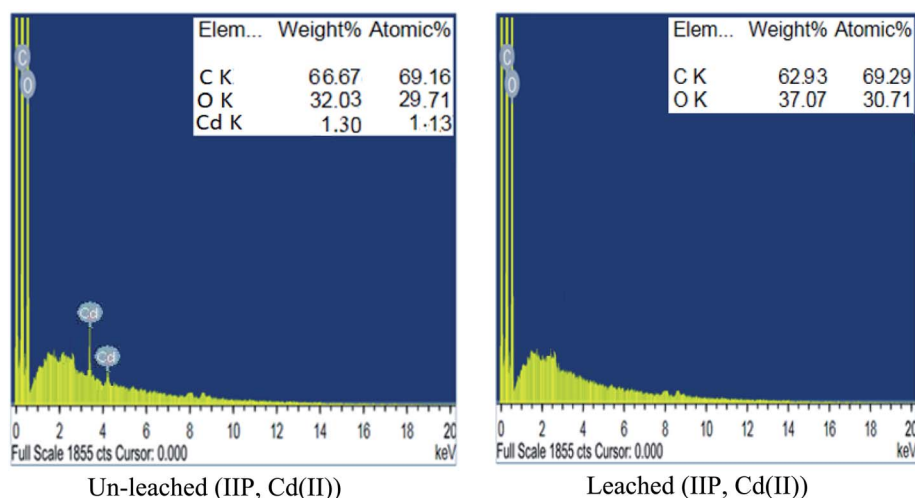 Elem... Weight% Atomic%
C K 66.67 69.16
O K 32.03 29.71
Cd K 1.30 1.13
C
O
Cd
Cd
0 2 4 6 8 10 12 14 16 18 20
Full Scale 1855 cts Cursor: 0.000 keV
Un-leached (IIP, Cd(II))
Elem... Weight% Atomic%
C K 62.93 69.29
O K 37.07 30.71
C
O
0 2 4 6 8 10 12 14 16 18 20
Full Scale 1855 cts Cursor: 0.000 keV
Leached (IIP, Cd(II))